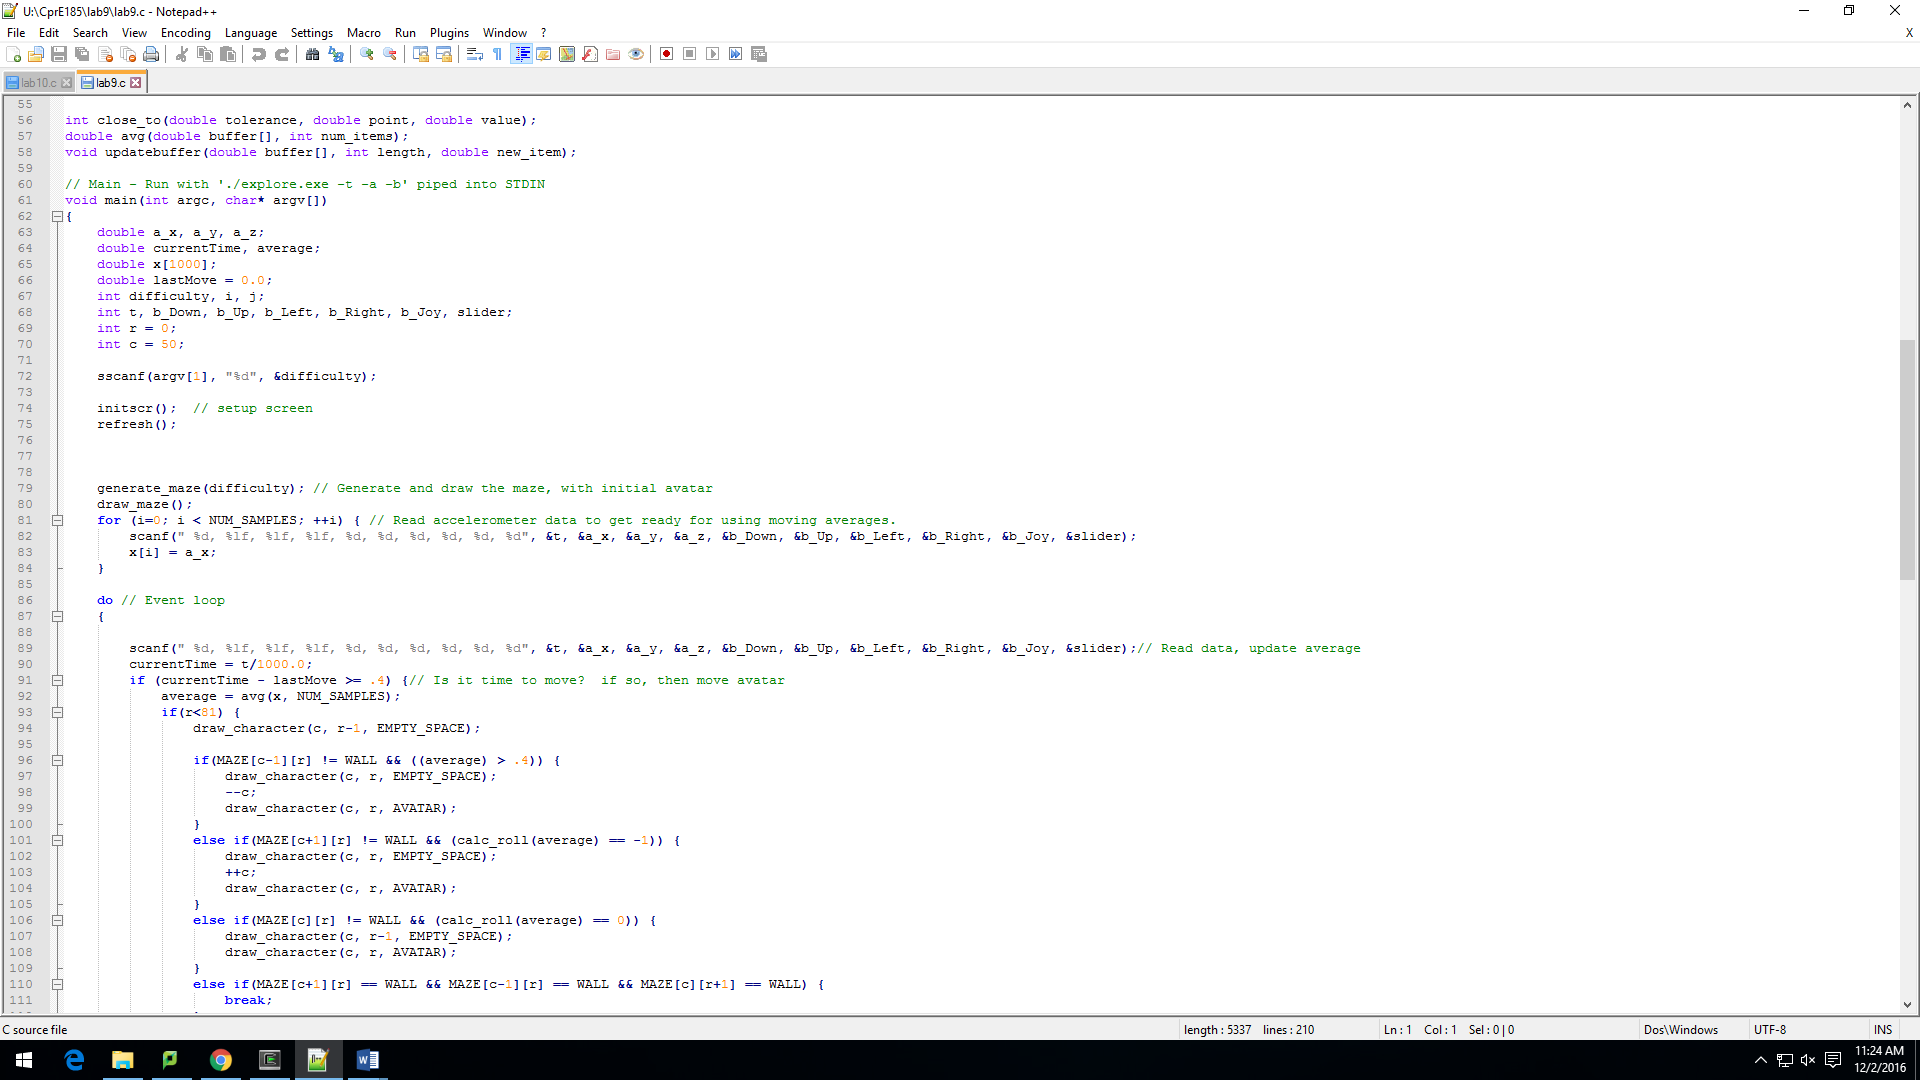 U:\CprE185\lab9\lab9.c - Notepad++
File Edit Search View Encoding Language Settings Macro Run Plugins Window ? X
lab10.c lab9.c
55
56 int close_to(double tolerance, double point, double value);
57 double avg(double buffer[], int num_items);
58 void updatebuffer(double buffer[], int length, double new_item);
59
60 // Main - Run with './explore.exe -t -a -b' piped into STDIN
61 void main(int argc, char* argv[])
62 {
63 double a_x, a_y, a_z;
64 double currentTime, average;
65 double x[1000];
66 double lastMove = 0.0;
67 int difficulty, i, j;
68 int t, b_Down, b_Up, b_Left, b_Right, b_Joy, slider;
69 int r = 0;
70 int c = 50;
71
72 sscanf(argv[1], "%d", &difficulty);
73
74 initscr(); // setup screen
75 refresh();
76
77
78
79 generate_maze(difficulty); // Generate and draw the maze, with initial avatar
80 draw_maze();
81 for (i=0; i < NUM_SAMPLES; ++i) { // Read accelerometer data to get ready for using moving averages.
82 scanf(" %d, %lf, %lf, %lf, %d, %d, %d, %d, %d, %d", &t, &a_x, &a_y, &a_z, &b_Down, &b_Up, &b_Left, &b_Right, &b_Joy, &slider);
83 x[i] = a_x;
84 }
85
86 do // Event loop
87 {
88
89 scanf(" %d, %lf, %lf, %lf, %d, %d, %d, %d, %d, %d", &t, &a_x, &a_y, &a_z, &b_Down, &b_Up, &b_Left, &b_Right, &b_Joy, &slider);// Read data, update average
90 currentTime = t/1000.0;
91 if (currentTime - lastMove >= .4) {// Is it time to move?  if so, then move avatar
92 average = avg(x, NUM_SAMPLES);
93 if(r<81) {
94 draw_character(c, r-1, EMPTY_SPACE);
95
96 if(MAZE[c-1][r] != WALL && ((average) > .4)) {
97 draw_character(c, r, EMPTY_SPACE);
98 --c;
99 draw_character(c, r, AVATAR);
100 }
101 else if(MAZE[c+1][r] != WALL && (calc_roll(average) == -1)) {
102 draw_character(c, r, EMPTY_SPACE);
103 ++c;
104 draw_character(c, r, AVATAR);
105 }
106 else if(MAZE[c][r] != WALL && (calc_roll(average) == 0)) {
107 draw_character(c, r-1, EMPTY_SPACE);
108 draw_character(c, r, AVATAR);
109 }
110 else if(MAZE[c+1][r] == WALL && MAZE[c-1][r] == WALL && MAZE[c][r+1] == WALL) {
111 break;
C source file length : 5337 lines : 210 Ln : 1 Col : 1 Sel : 0 | 0 Dos\Windows UTF-8 INS
11:24 AM
12/2/2016